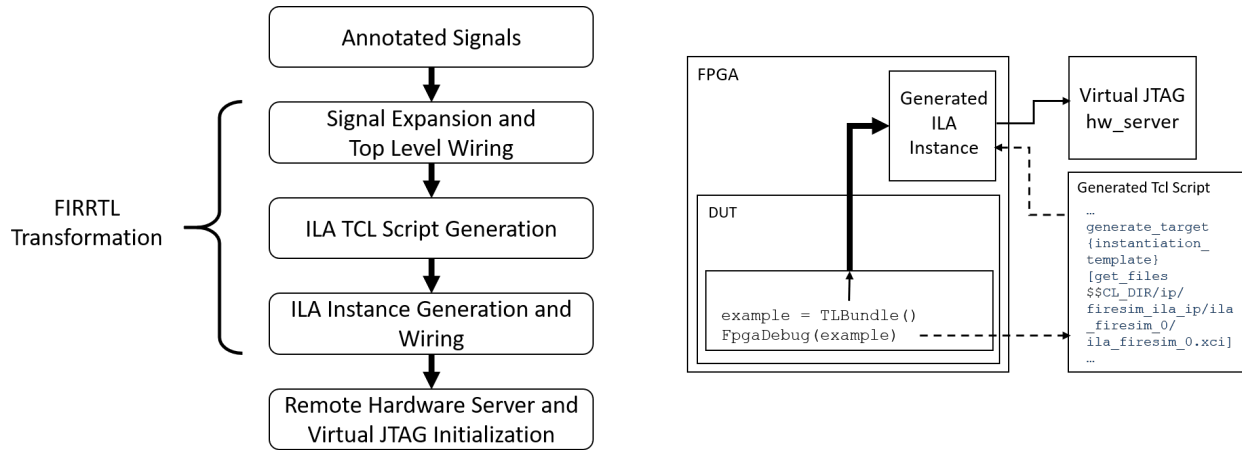 Annotated Signals
Signal Expansion and
Top Level Wiring
FIRRTL
Transformation
ILA TCL Script Generation
ILA Instance Generation and
Wiring
Remote Hardware Server and
Virtual JTAG Initialization
FPGA
Generated
ILA
Instance
Virtual JTAG
hw_server
DUT
example = TLBundle()
FpgaDebug(example)
Generated Tcl Script
…
generate_target
{instantiation_
template}
[get_files
$$CL_DIR/ip/
firesim_ila_ip/ila
_firesim_0/
ila_firesim_0.xci]
…